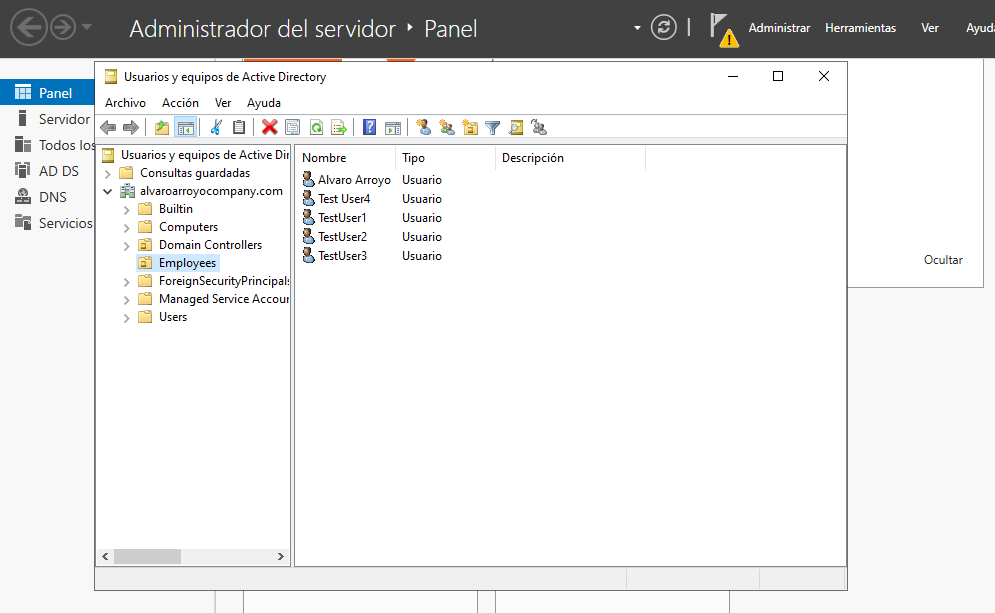 Administrador del servidor ‣ Panel
Administrar Herramientas Ver Ayuda
Panel
Servidor
Todos los
AD DS
DNS
Servicios
Usuarios y equipos de Active Directory
Archivo Acción Ver Ayuda
Usuarios y equipos de Active Dir
Consultas guardadas
alvaroarroyocompany.com
Builtin
Computers
Domain Controllers
Employees
ForeignSecurityPrincipals
Managed Service Accoun
Users
Nombre Tipo Descripción
Alvaro Arroyo Usuario
Test User4 Usuario
TestUser1 Usuario
TestUser2 Usuario
TestUser3 Usuario
Ocultar